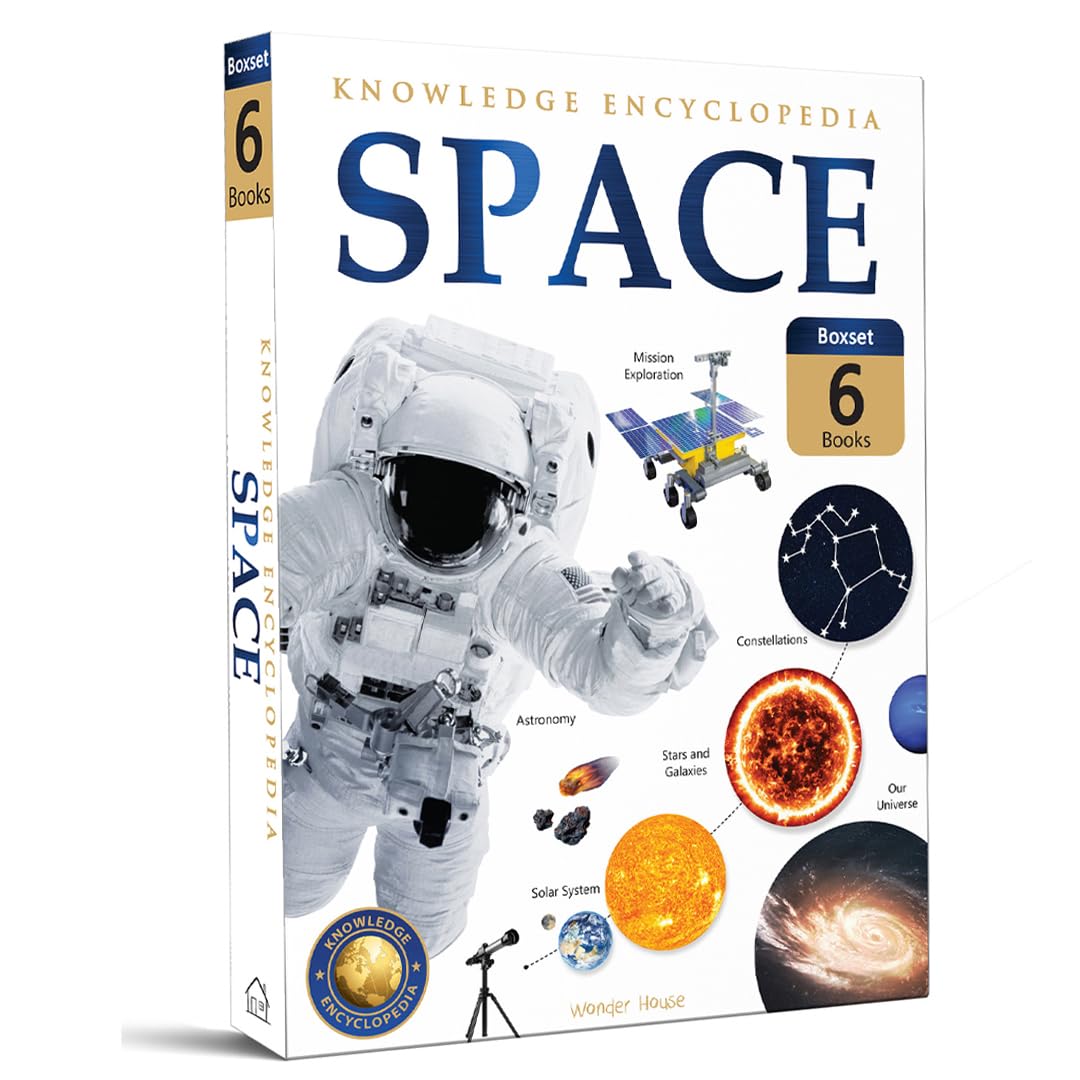 Boxset
6
Books
KNOWLEDGE ENCYCLOPEDIA
SPACE
KNOWLEDGE ENCYCLOPEDIA
SPACE
Boxset
6
Books
Mission
Exploration
Constellations
Astronomy
Stars and
Galaxies
Our
Universe
Solar System
KNOWLEDGE
ENCYCLOPEDIA
Wonder House